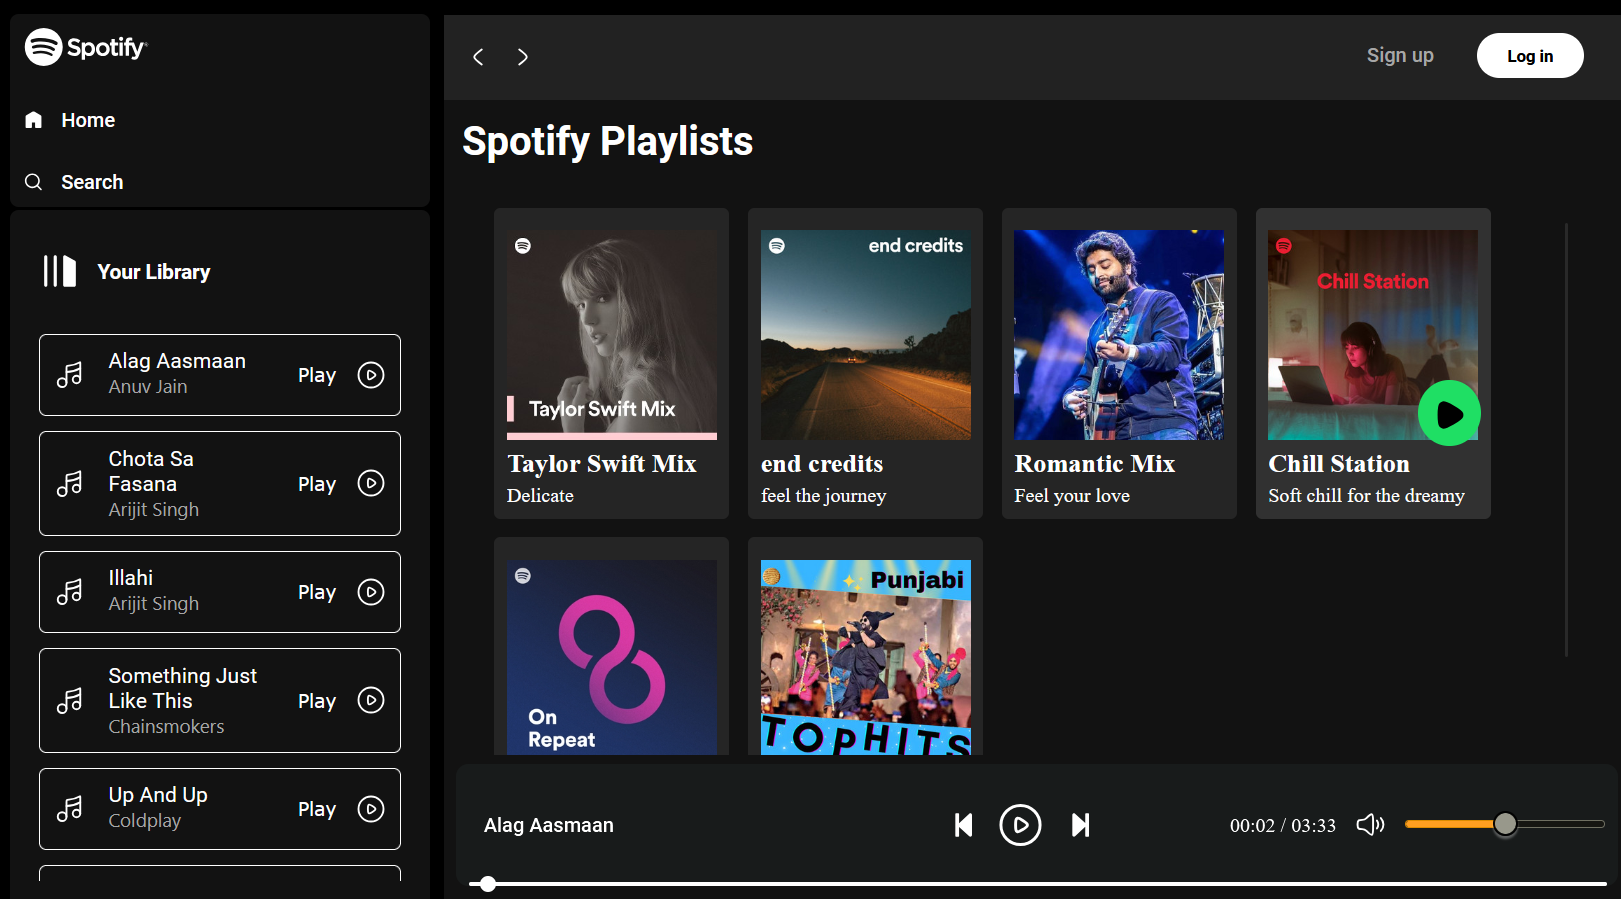 Spotify
Home
Search
Your Library
Alag Aasmaan
Anuv Jain
Play
Chota Sa
Fasana
Arijit Singh
Play
Illahi
Arijit Singh
Play
Something Just
Like This
Chainsmokers
Play
Up And Up
Coldplay
Play
Sign up
Log in
Spotify Playlists
Taylor Swift Mix
Taylor Swift Mix
Delicate
end credits
end credits
feel the journey
Romantic Mix
Feel your love
Chill Station
Chill Station
Soft chill for the dreamy
On
Repeat
Punjabi
TOPHITS
Alag Aasmaan
00:02 / 03:33